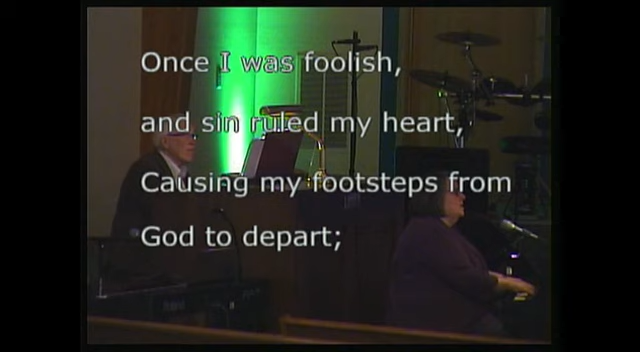 Once I was foolish,
and sin ruled my heart,
Causing my footsteps from
God to depart;